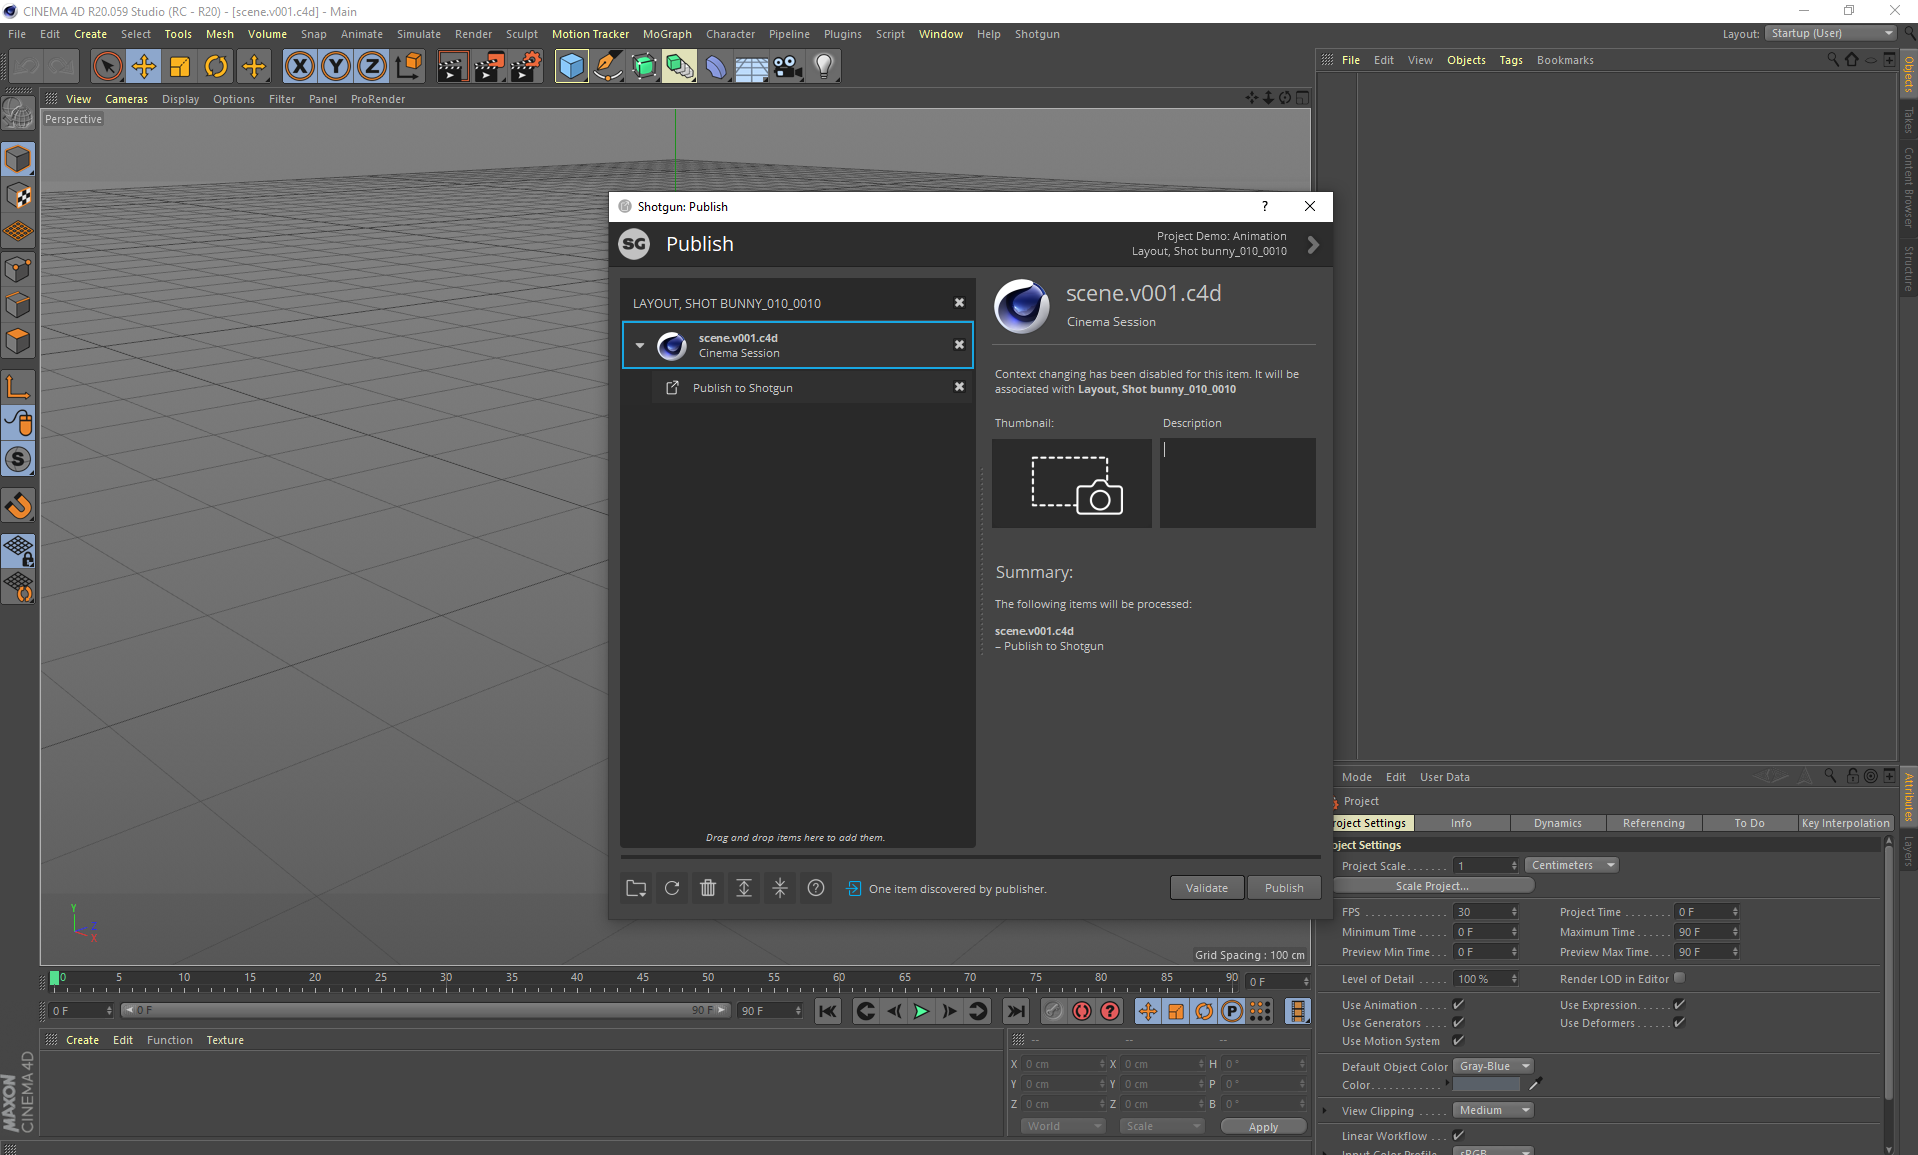 CINEMA 4D R20.059 Studio (RC - R20) - [scene.v001.c4d] - Main
File Edit Create Select Tools Mesh Volume Snap Animate Simulate Render Sculpt Motion Tracker MoGraph Character Pipeline Plugins Script Window Help Shotgun
Layout: Startup (User)
X Y Z
File Edit View Objects Tags Bookmarks
View Cameras Display Options Filter Panel ProRender
Perspective
Objects
Takes
Content Browser
Structure
Shotgun: Publish
?
SG
Publish
Project Demo: Animation
Layout, Shot bunny_010_0010
LAYOUT, SHOT BUNNY_010_0010
scene.v001.c4d
Cinema Session
Publish to Shotgun
Drag and drop items here to add them.
scene.v001.c4d
Cinema Session
Context changing has been disabled for this item. It will be
associated with Layout, Shot bunny_010_0010
Thumbnail:
Description
Summary:
The following items will be processed:
scene.v001.c4d
– Publish to Shotgun
One item discovered by publisher.
Validate
Publish
S
Y
Z
X
Grid Spacing : 100 cm
0 5 10 15 20 25 30 35 40 45 50 55 60 65 70 75 80 85 90
0 F
0 F
0 F
90 F
90 F
P
Create Edit Function Texture
-- -- --
X 0 cm X 0 cm H 0 °
Y 0 cm Y 0 cm P 0 °
Z 0 cm Z 0 cm B 0 °
World
Scale
Apply
MAXON
CINEMA 4D
Mode Edit User Data
Attributes
Layers
Project
roject Settings Info Dynamics Referencing To Do Key Interpolation
oject Settings
Project Scale....... 1 Centimeters
Scale Project...
FPS .............. 30 Project Time ........ 0 F
Minimum Time ..... 0 F Maximum Time ...... 90 F
Preview Min Time... 0 F Preview Max Time.... 90 F
Level of Detail ..... 100 % Render LOD in Editor
Use Animation ..... Use Expression.....
Use Generators .... Use Deformers .....
Use Motion System
Default Object Color Gray-Blue
Color............
View Clipping ..... Medium
Linear Workflow ...
Input Color Profile .. sRGB